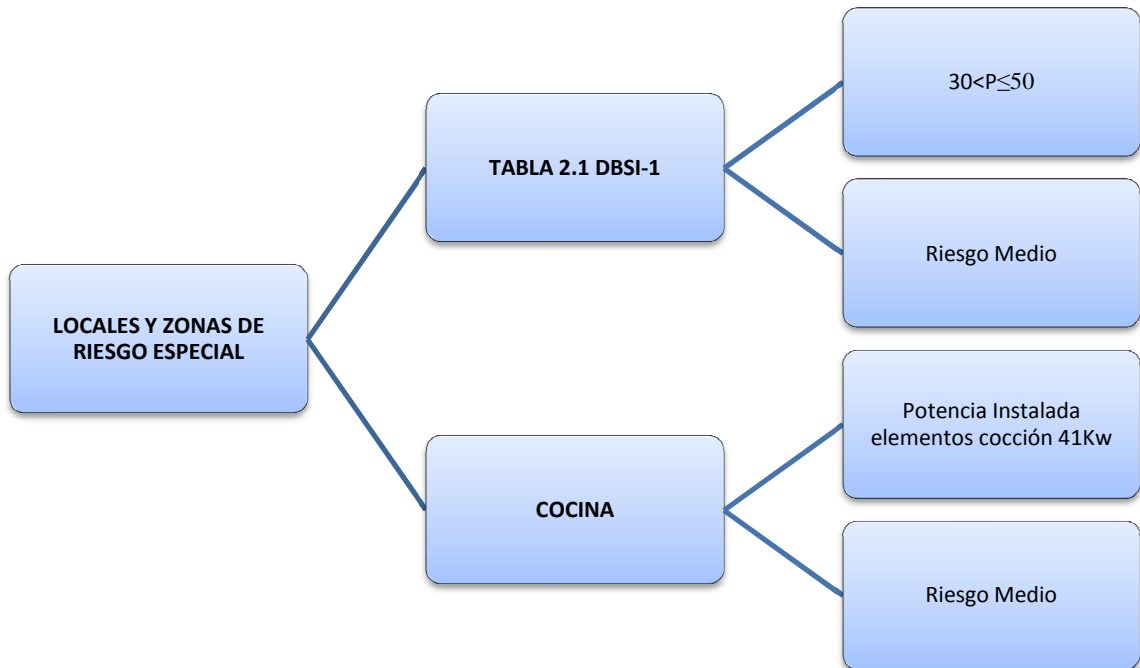 LOCALES Y ZONAS DE
RIESGO ESPECIAL
TABLA 2.1 DBSI-1
30<P≤50
Riesgo Medio
COCINA
Potencia Instalada
elementos cocción 41Kw
Riesgo Medio